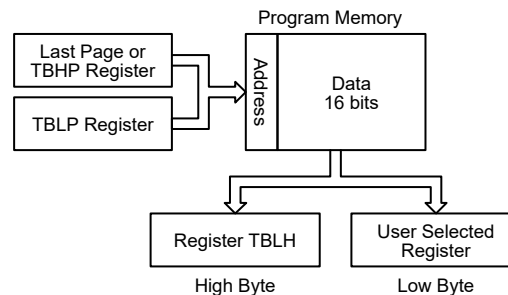 Program Memory
Last Page or
TBHP Register
TBLP Register
Address
Data
16 bits
Register TBLH
User Selected
Register
High Byte
Low Byte